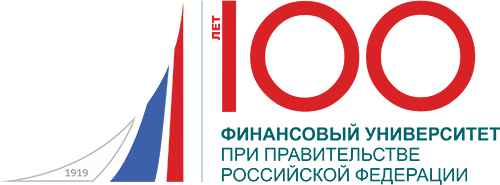 1919
ЛЕТ
100
ФИНАНСОВЫЙ УНИВЕРСИТЕТ
ПРИ ПРАВИТЕЛЬСТВЕ
РОССИЙСКОЙ ФЕДЕРАЦИИ